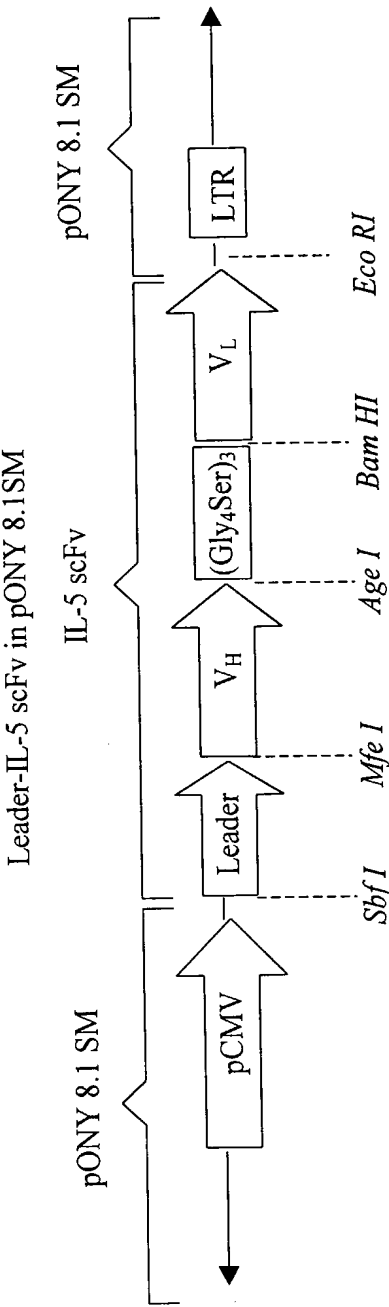 Leader-IL-5 scFv in pONY 8.1SM
pONY 8.1 SM
IL-5 scFv
pONY 8.1 SM
pCMV
Leader
VH
(Gly4Ser)3
VL
LTR
Sbf I
Mfe I
Age I
Bam HI
Eco RI